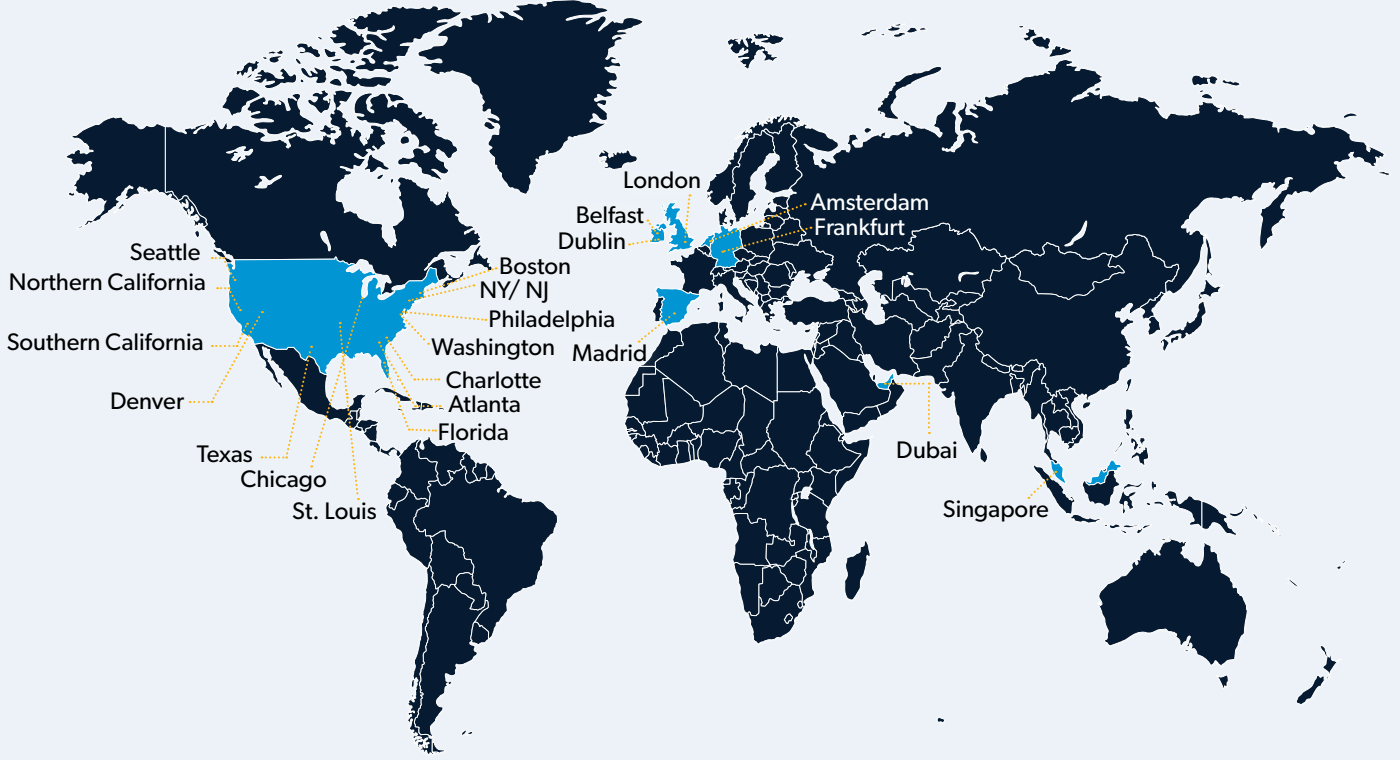 London
Amsterdam
Belfast
Frankfurt
Dublin
Seattle
Boston
Northern California
NY/ NJ
Philadelphia
Southern California
Washington
Madrid
Charlotte
Denver
Atlanta
Florida
Texas
Dubai
Chicago
Singapore
St. Louis